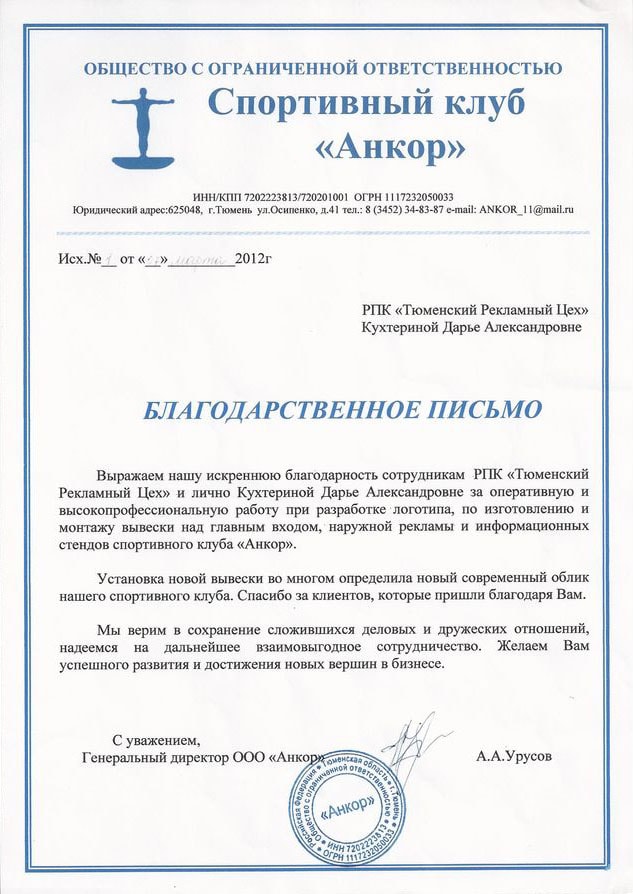 ОБЩЕСТВО С ОГРАНИЧЕННОЙ ОТВЕТСТВЕННОСТЬЮ
Спортивный клуб
«Анкор»
ИНН/КПП 7202223813/720201001 ОГРН 1117232050033
Юридический адрес:625048, г.Тюмень ул.Осипенко, д.41 тел.: 8 (3452) 34-83-87 e-mail: ANKOR_11@mail.ru
Исх.№ 1 от «__» марта 2012г
РПК «Тюменский Рекламный Цех»
Кухтериной Дарье Александровне
БЛАГОДАРСТВЕННОЕ ПИСЬМО
Выражаем нашу искреннюю благодарность сотрудникам РПК «Тюменский
Рекламный Цех» и лично Кухтериной Дарье Александровне за оперативную и
высокопрофессиональную работу при разработке логотипа, по изготовлению и
монтажу вывески над главным входом, наружной рекламы и информационных
стендов спортивного клуба «Анкор».
Установка новой вывески во многом определила новый современный облик
нашего спортивного клуба. Спасибо за клиентов, которые пришли благодаря Вам.
Мы верим в сохранение сложившихся деловых и дружеских отношений,
надеемся на дальнейшее взаимовыгодное сотрудничество. Желаем Вам
успешного развития и достижения новых вершин в бизнесе.
С уважением,
Генеральный директор ООО «Анкор»
А.А.Урусов
Российская Федерация * Тюменская область * г.Тюмень
Общество с ограниченной ответственностью
«Анкор»
* ИНН 7202223813 *
* ОГРН 1117232050033